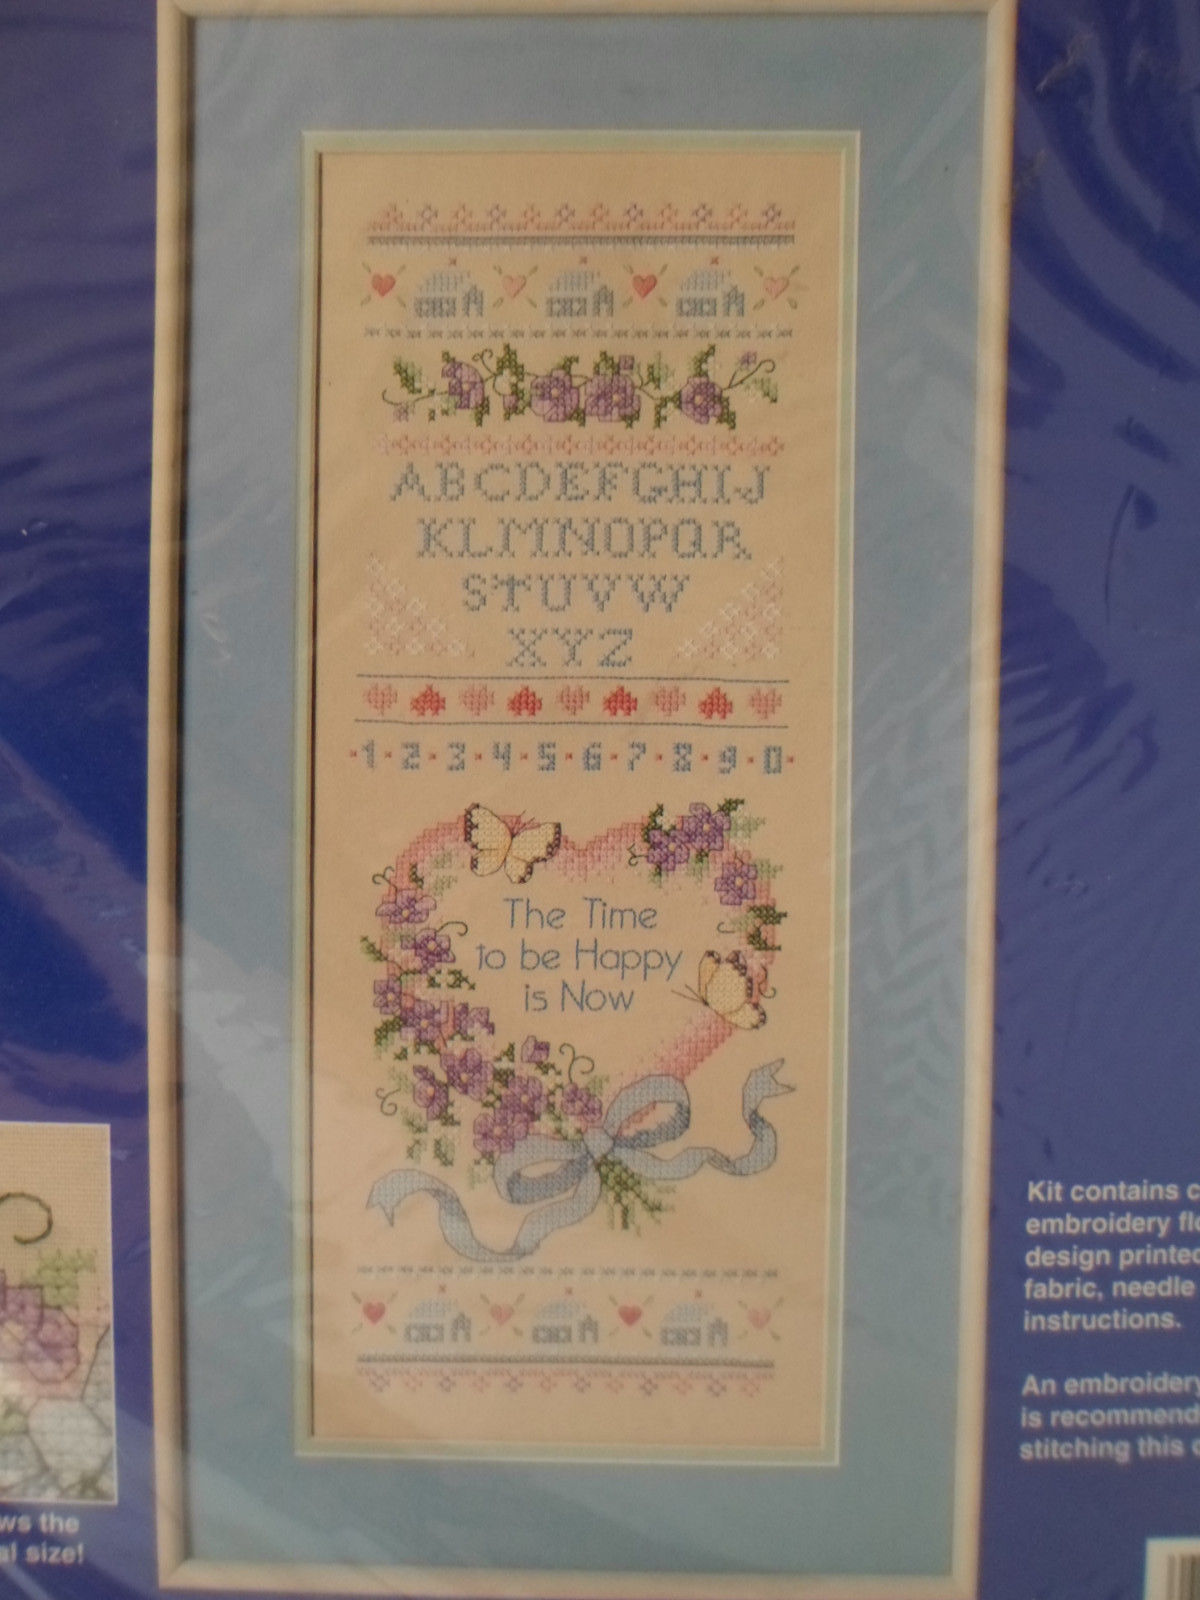 ABCDEFGHIJ
KLMNOPQR
STUVW
XYZ
·1·2·3·4·5·6·7·8·9·0·
The Time
to be Happy
is Now
Kit contains c
embroidery flo
design printed
fabric, needle
instructions.
An embroidery
is recommend
stitching this d
ws the
al size!